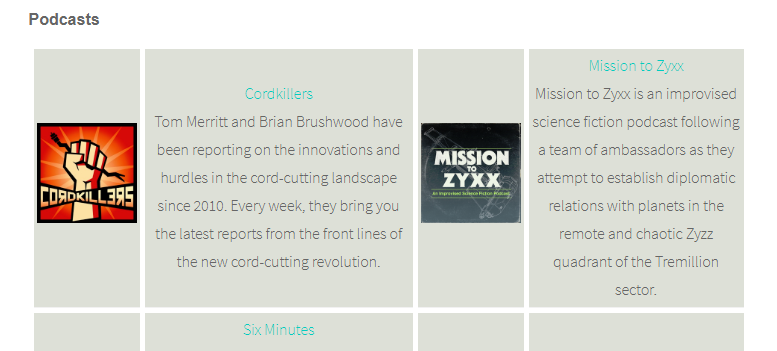 Podcasts
CORDKILLERS
Cordkillers
Tom Merritt and Brian Brushwood have
been reporting on the innovations and
hurdles in the cord-cutting landscape
since 2010. Every week, they bring you
the latest reports from the front lines of
the new cord-cutting revolution.
MISSION
TO
ZYXX
An Improvised Science Fiction Podcast
Mission to Zyxx
Mission to Zyxx is an improvised
science fiction podcast following
a team of ambassadors as they
attempt to establish diplomatic
relations with planets in the
remote and chaotic Zyzz
quadrant of the Tremillion
sector.
Six Minutes